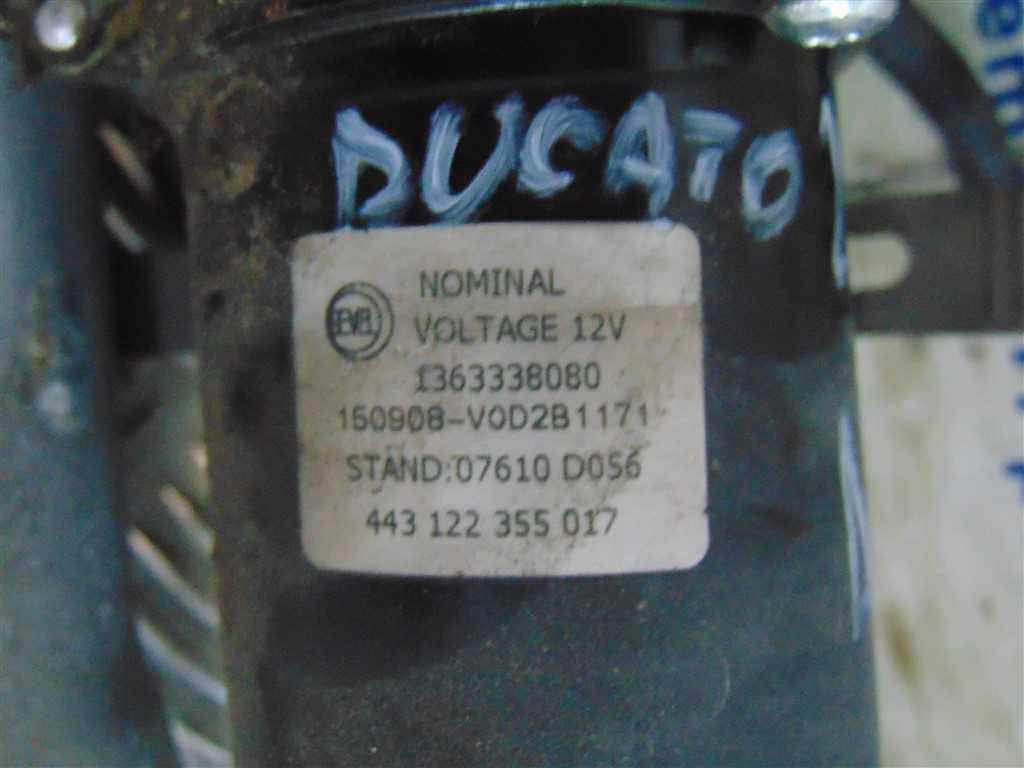 DUCATO
NOMINAL
VOLTAGE 12V
1363338080
150908-V0D2B1171
STAND:07610 D056
443 122 355 017